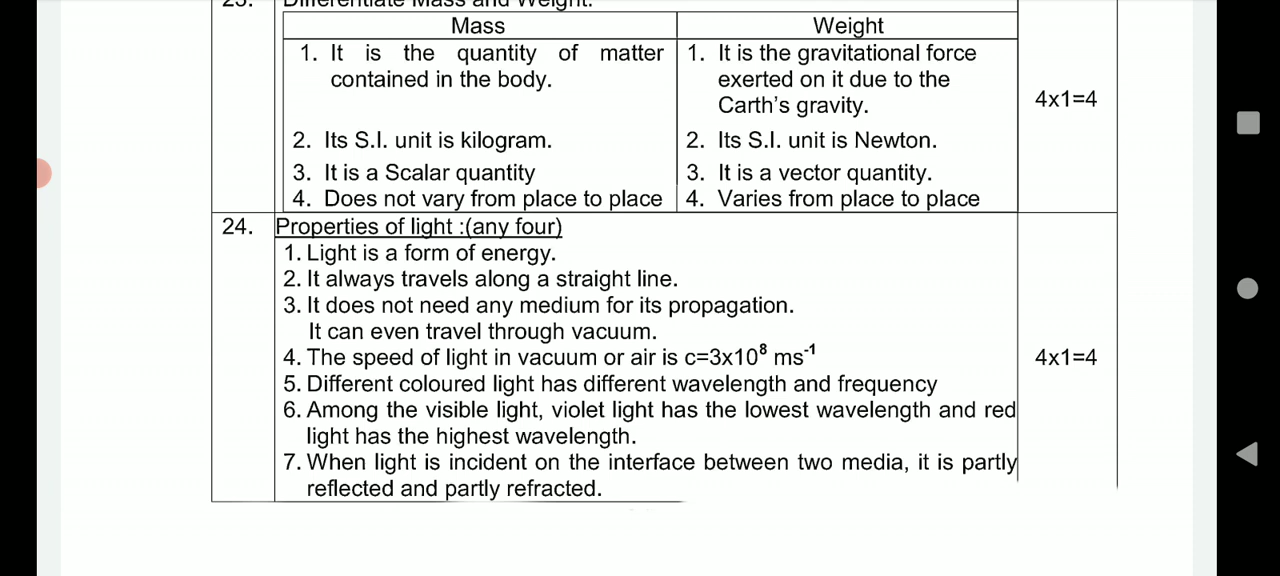 23. Differentiate Mass and Weight.
Mass Weight
1. It is the quantity of matter
contained in the body.
1. It is the gravitational force
exerted on it due to the
Carth's gravity.
4x1=4
2. Its S.I. unit is kilogram.
2. Its S.I. unit is Newton.
3. It is a Scalar quantity
3. It is a vector quantity.
4. Does not vary from place to place
4. Varies from place to place
24. Properties of light :(any four)
1. Light is a form of energy.
2. It always travels along a straight line.
3. It does not need any medium for its propagation.
It can even travel through vacuum.
4. The speed of light in vacuum or air is c=3x10⁸ ms⁻¹
4x1=4
5. Different coloured light has different wavelength and frequency
6. Among the visible light, violet light has the lowest wavelength and red
light has the highest wavelength.
7. When light is incident on the interface between two media, it is partly
reflected and partly refracted.